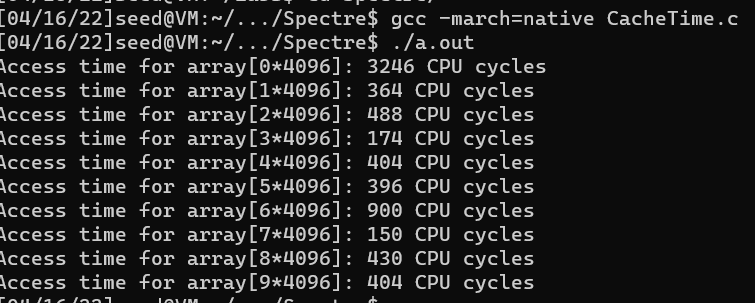 [04/16/22]seed@VM:~/.../Spectre$ gcc -march=native CacheTime.c
[04/16/22]seed@VM:~/.../Spectre$ ./a.out
Access time for array[0*4096]: 3246 CPU cycles
Access time for array[1*4096]: 364 CPU cycles
Access time for array[2*4096]: 488 CPU cycles
Access time for array[3*4096]: 174 CPU cycles
Access time for array[4*4096]: 404 CPU cycles
Access time for array[5*4096]: 396 CPU cycles
Access time for array[6*4096]: 900 CPU cycles
Access time for array[7*4096]: 150 CPU cycles
Access time for array[8*4096]: 430 CPU cycles
Access time for array[9*4096]: 404 CPU cycles